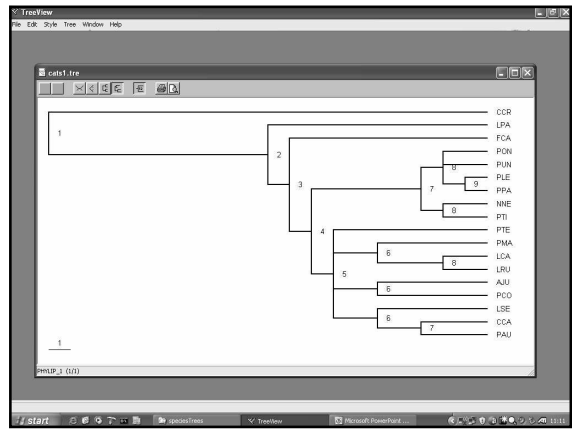 TreeView
File Edit Style Tree Window Help
cats1.tre
CCR
1
LPA
2
FCA
3
PON
8
PUN
PLE
9
7
PPA
NNE
8
PTI
4
PTE
PMA
6
LCA
8
LRU
5
AJU
6
PCO
LSE
6
CCA
7
PAU
1
PHYLIP_1 (1/1)
start speciesTrees TreeView Microsoft PowerPoint ... 11:11